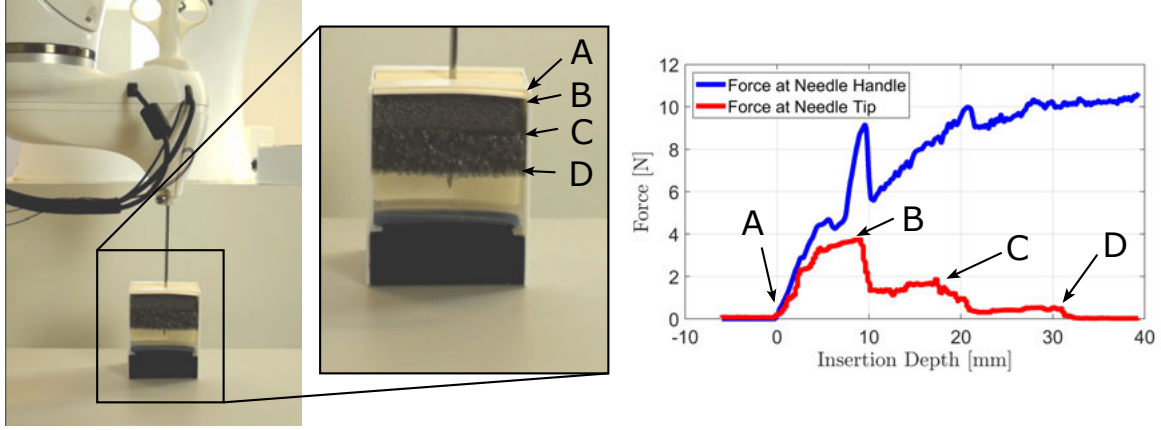 A
B
C
D
Force at Needle Handle
Force at Needle Tip
12
10
8
6
4
2
0
Force [N]
A
B
C
D
-10
0
10
20
30
40
Insertion Depth [mm]